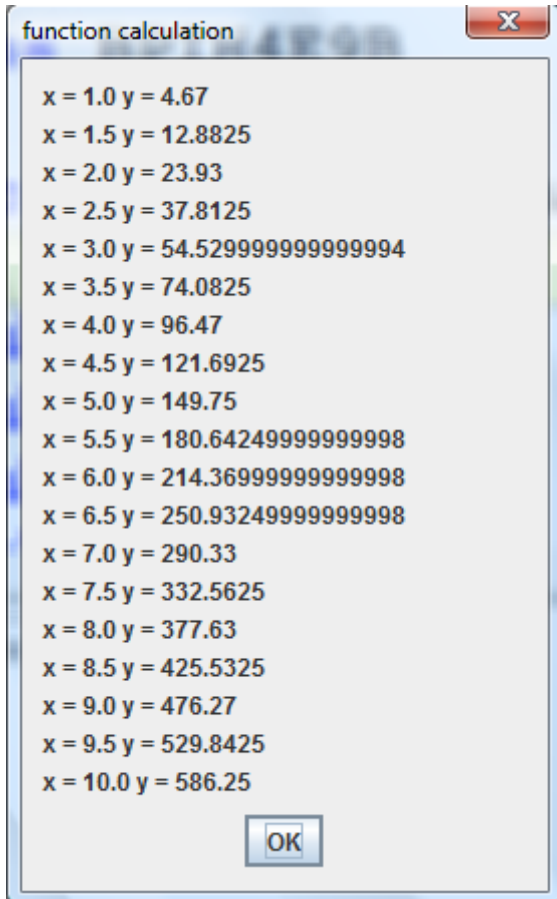 function calculation
x = 1.0 y = 4.67
x = 1.5 y = 12.8825
x = 2.0 y = 23.93
x = 2.5 y = 37.8125
x = 3.0 y = 54.529999999999994
x = 3.5 y = 74.0825
x = 4.0 y = 96.47
x = 4.5 y = 121.6925
x = 5.0 y = 149.75
x = 5.5 y = 180.64249999999998
x = 6.0 y = 214.36999999999998
x = 6.5 y = 250.93249999999998
x = 7.0 y = 290.33
x = 7.5 y = 332.5625
x = 8.0 y = 377.63
x = 8.5 y = 425.5325
x = 9.0 y = 476.27
x = 9.5 y = 529.8425
x = 10.0 y = 586.25
OK